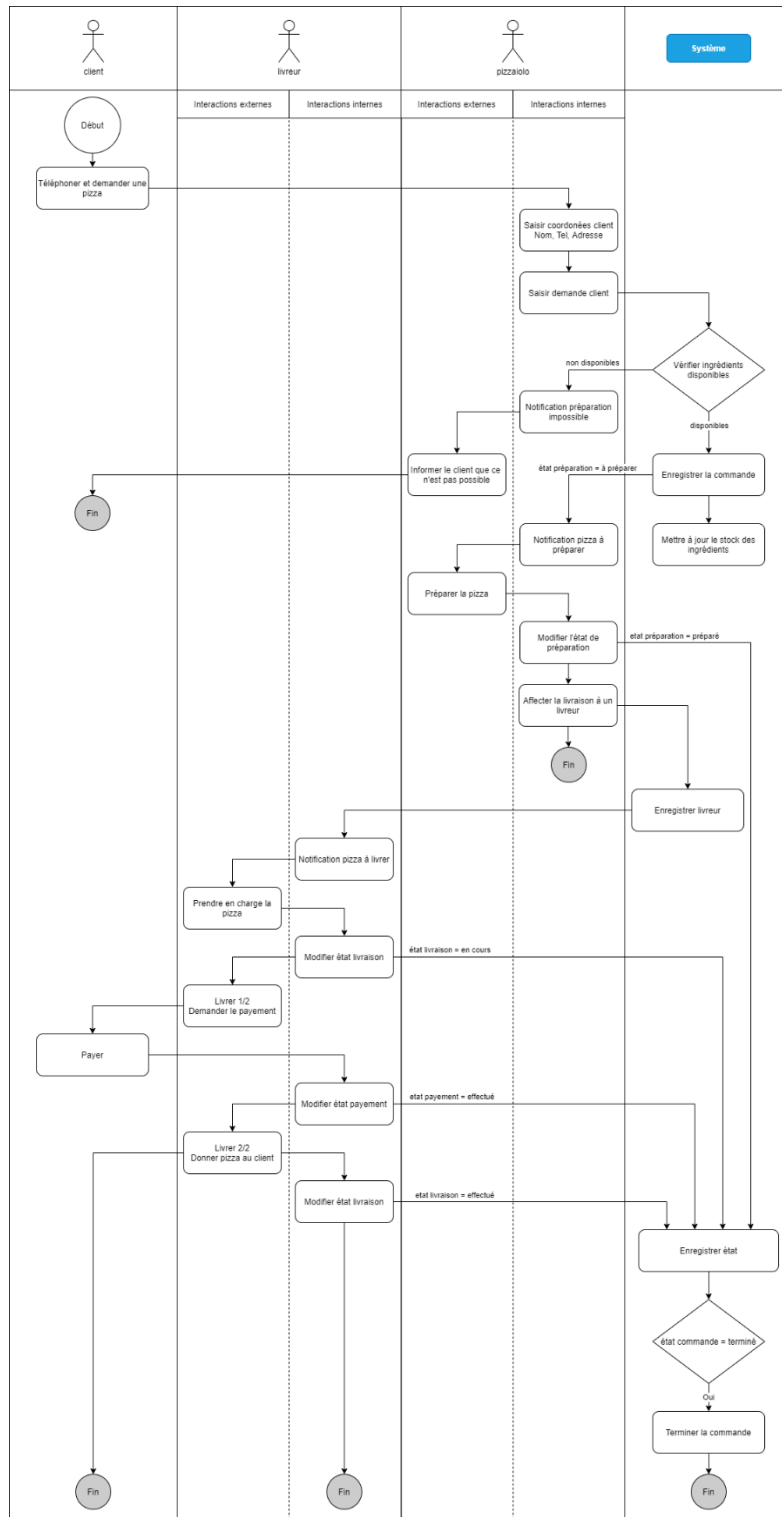 client
livreur
pizzaiolo
Système
Interactions externes
Interactions internes
Interactions externes
Interactions internes
Début
Téléphoner et demander une
pizza
Saisir coordonées client
Nom, Tel, Adresse
Saisir demande client
Vérifier ingrédients
disponibles
non disponibles
disponibles
Notification préparation
impossible
Informer le client que ce
n'est pas possible
état préparation = à préparer
Enregistrer la commande
Fin
Notification pizza à
préparer
Mettre à jour le stock des
ingrédients
Préparer la pizza
Modifier l'état de
préparation
etat préparation = préparé
Affecter la livraison à un
livreur
Fin
Enregistrer livreur
Notification pizza à livrer
Prendre en charge la
pizza
Modifier état livraison
état livraison = en cours
Livrer 1/2
Demander le payement
Payer
Modifier état payement
etat payement = effectué
Livrer 2/2
Donner pizza au client
Modifier état livraison
etat livraison = effectué
Enregistrer état
état commande = terminé
Oui
Terminer la commande
Fin
Fin
Fin